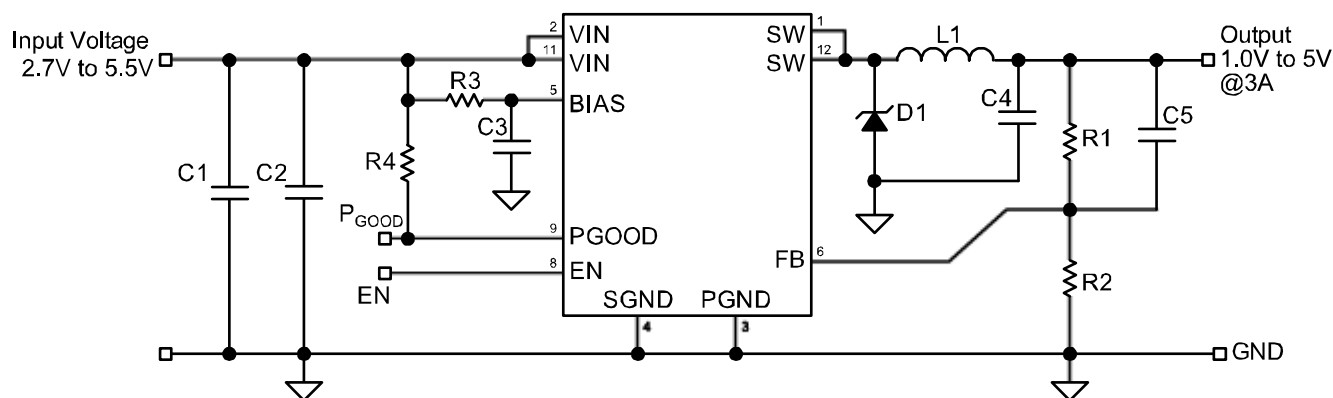 Input Voltage
2.7V to 5.5V
2
VIN
11
VIN
5
BIAS
9
PGOOD
8
EN
SGND
4
PGND
3
1
SW
12
SW
6
FB
R3
C3
R4
C1
C2
PGOOD
EN
L1
D1
C4
R1
C5
R2
Output
1.0V to 5V
@3A
GND